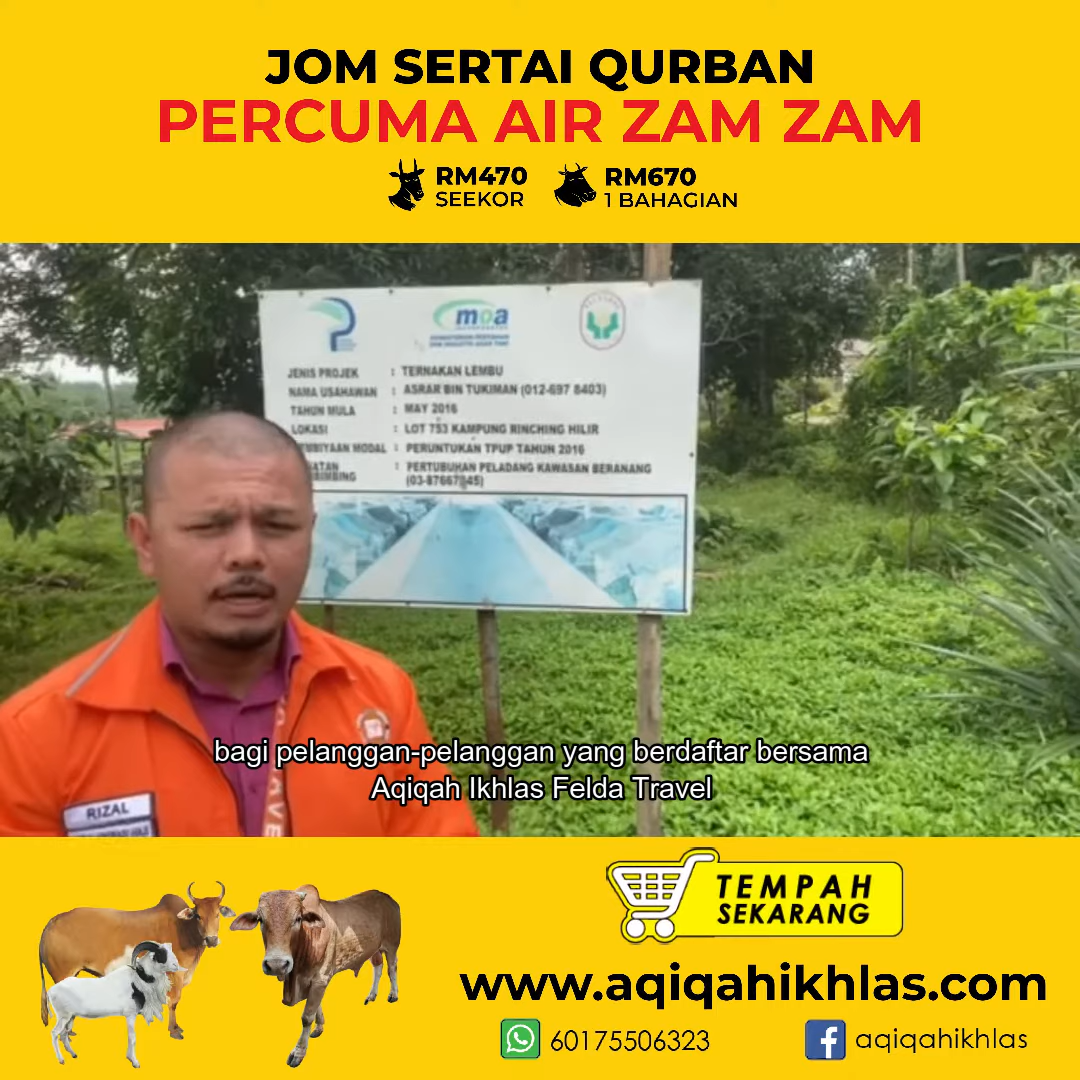 JOM SERTAI QURBAN
PERCUMA AIR ZAM ZAM
RM470
SEEKOR
RM670
1 BAHAGIAN
moa
JENIS PROJEK : TERNAKAN LEMBU
NAMA USAHAWAN : ASRAR BIN TUKIMAN (012-697 8403)
TAHUN MULA : MAY 2016
LOKASI : LOT 753 KAMPUNG RINCHING HILIR
MODAL : PERUNTUKAN TPUP TAHUN 2016
: PERTUBUHAN PELADANG KAWASAN BERANANG
bagi pelanggan-pelanggan yang berdaftar bersama
Aqiqah Ikhlas Felda Travel
RIZAL
TEMPAH
SEKARANG
www.aqiqahikhlas.com
60175506323
aqiqahikhlas